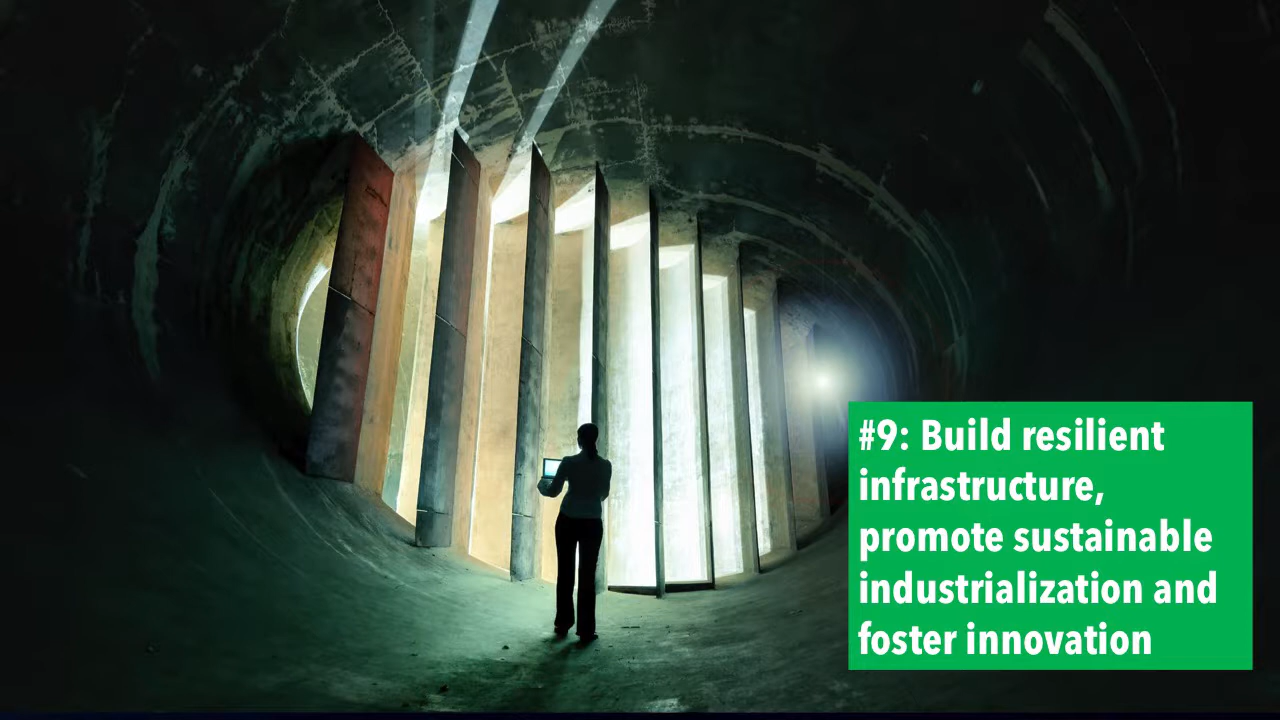 #9: Build resilient
infrastructure,
promote sustainable
industrialization and
foster innovation